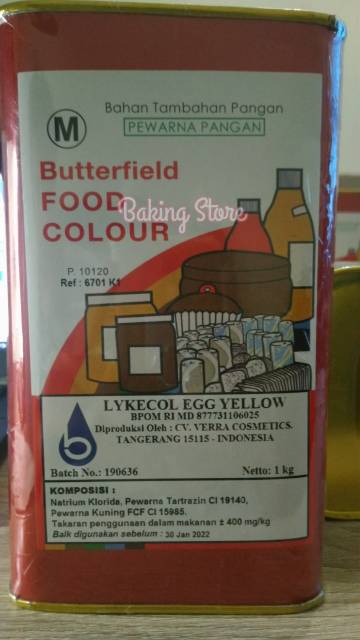 Bahan Tambahan Pangan
M
PEWARNA PANGAN
Butterfield
FOOD
Baking Store
COLOUR
P. 10120
Ref : 6701 K1
LYKECOL EGG YELLOW
BPOM RI MD 877731106025
Diproduksi Oleh : CV. VERRA COSMETICS.
TANGERANG 15115 - INDONESIA
Batch No.: 190636 Netto: 1 kg
KOMPOSISI :
Natrium Klorida, Pewarna Tartrazin CI 19140,
Pewarna Kuning FCF CI 15985.
Takaran penggunaan dalam makanan ± 400 mg/kg
Baik digunakan sebelum : 30 Jan 2022